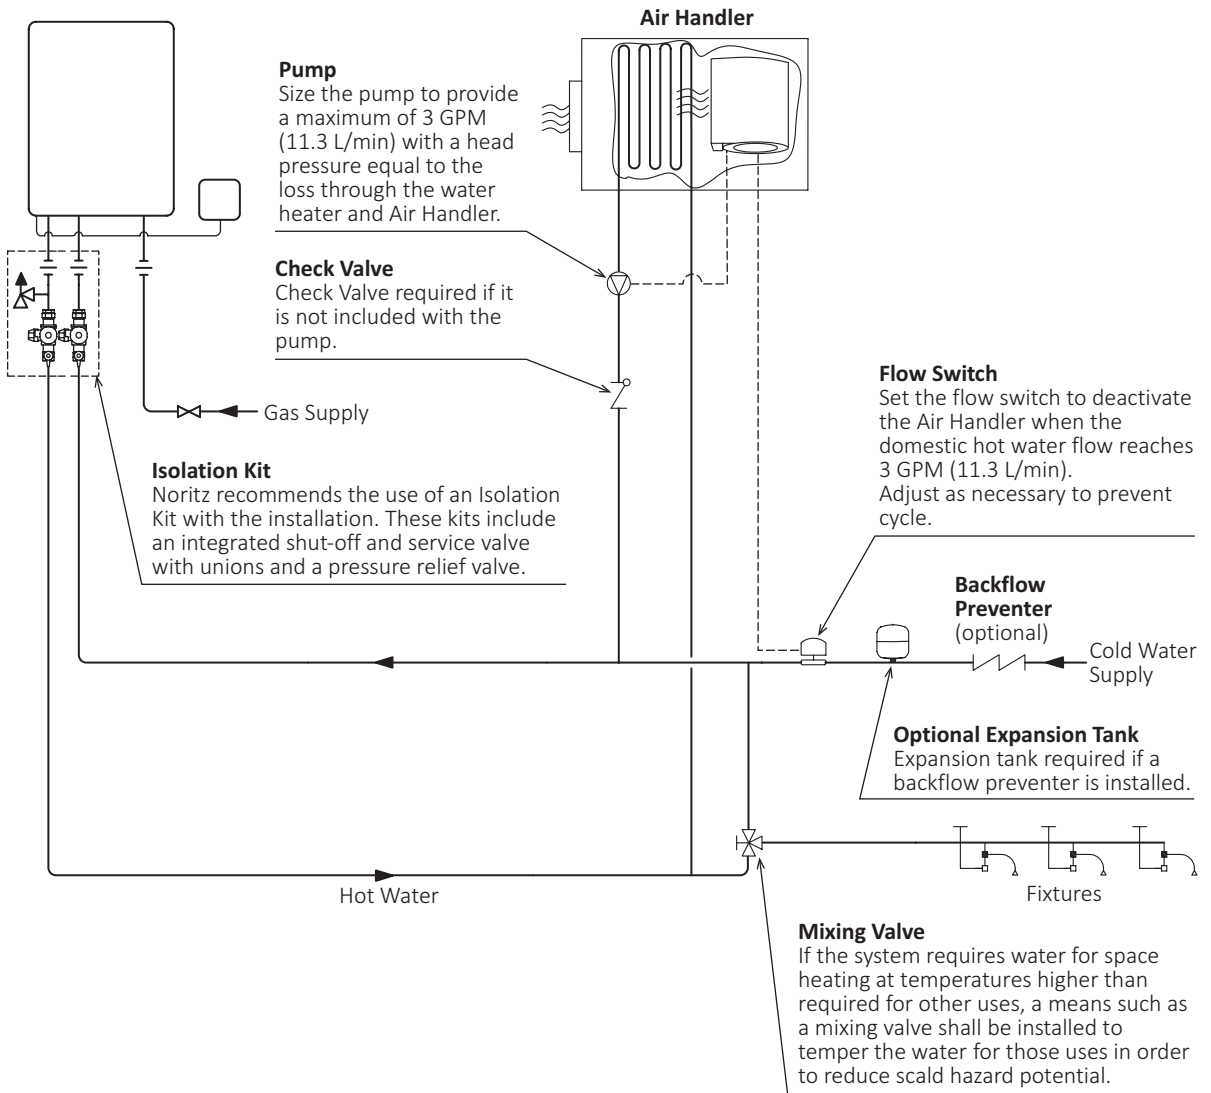 Air Handler
Pump
Size the pump to provide
a maximum of 3 GPM
(11.3 L/min) with a head
pressure equal to the
loss through the water
heater and Air Handler.
Check Valve
Check Valve required if it
is not included with the
pump.
Gas Supply
Flow Switch
Set the flow switch to deactivate
the Air Handler when the
domestic hot water flow reaches
3 GPM (11.3 L/min).
Adjust as necessary to prevent
cycle.
Isolation Kit
Noritz recommends the use of an Isolation
Kit with the installation. These kits include
an integrated shut-off and service valve
with unions and a pressure relief valve.
Backflow
Preventer
(optional)
Cold Water
Supply
Optional Expansion Tank
Expansion tank required if a
backflow preventer is installed.
Hot Water
Fixtures
Mixing Valve
If the system requires water for space
heating at temperatures higher than
required for other uses, a means such as
a mixing valve shall be installed to
temper the water for those uses in order
to reduce scald hazard potential.